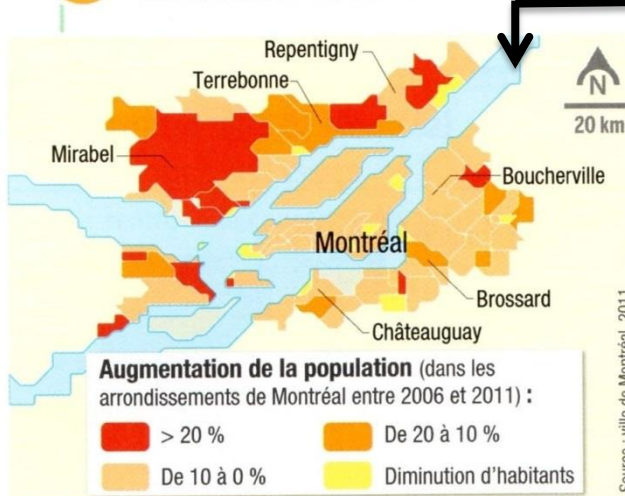 Repentigny
Terrebonne
N
20 km
Mirabel
Boucherville
Montréal
Brossard
Châteauguay
Augmentation de la population (dans les
arrondissements de Montréal entre 2006 et 2011) :
> 20 %
De 20 à 10 %
De 10 à 0 %
Diminution d'habitants
Source : ville de Montréal, 2011